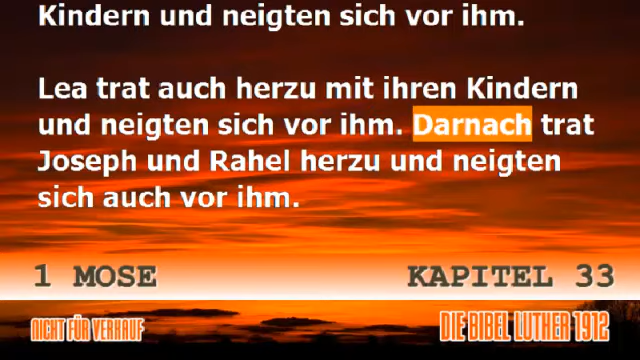 Kindern und neigten sich vor ihm.
Lea trat auch herzu mit ihren Kindern
und neigten sich vor ihm. Darnach trat
Joseph und Rahel herzu und neigten
sich auch vor ihm.
1 MOSE KAPITEL 33
NICHT FÜR VERKAUF DIE BIBEL LUTHER 1912